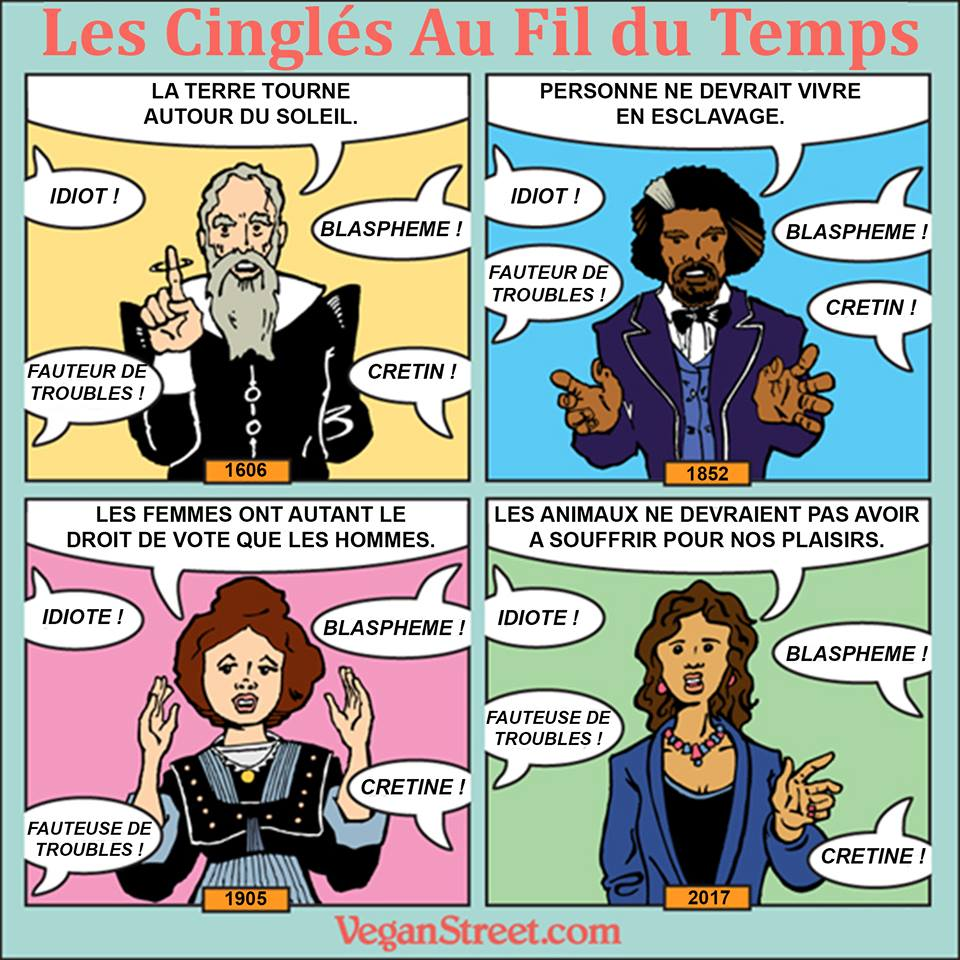 Les Cinglés Au Fil du Temps
LA TERRE TOURNE
AUTOUR DU SOLEIL.
IDIOT !
BLASPHEME !
FAUTEUR DE
TROUBLES !
CRETIN !
1606
PERSONNE NE DEVRAIT VIVRE
EN ESCLAVAGE.
IDIOT !
BLASPHEME !
FAUTEUR DE
TROUBLES !
CRETIN !
1852
LES FEMMES ONT AUTANT LE
DROIT DE VOTE QUE LES HOMMES.
IDIOTE !
BLASPHEME !
CRETINE !
FAUTEUSE DE
TROUBLES !
1905
LES ANIMAUX NE DEVRAIENT PAS AVOIR
A SOUFFRIR POUR NOS PLAISIRS.
IDIOTE !
BLASPHEME !
FAUTEUSE DE
TROUBLES !
CRETINE !
2017
VeganStreet.com